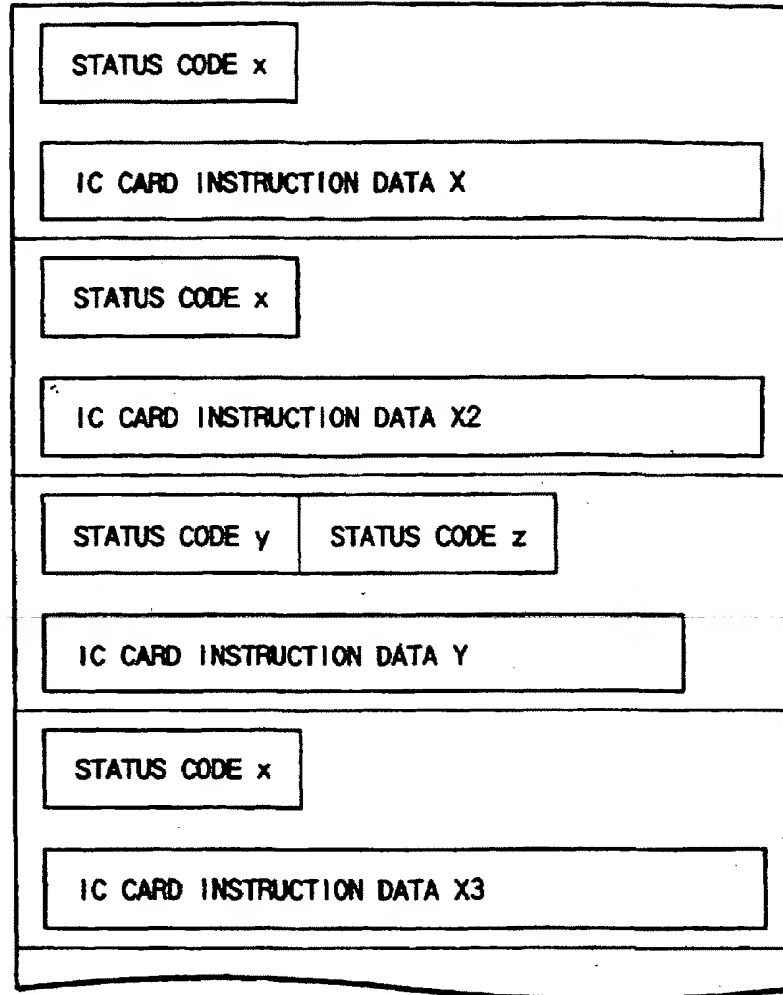 STATUS CODE x
IC CARD INSTRUCTION DATA X
STATUS CODE x
IC CARD INSTRUCTION DATA X2
STATUS CODE y STATUS CODE z
IC CARD INSTRUCTION DATA Y
STATUS CODE x
IC CARD INSTRUCTION DATA X3